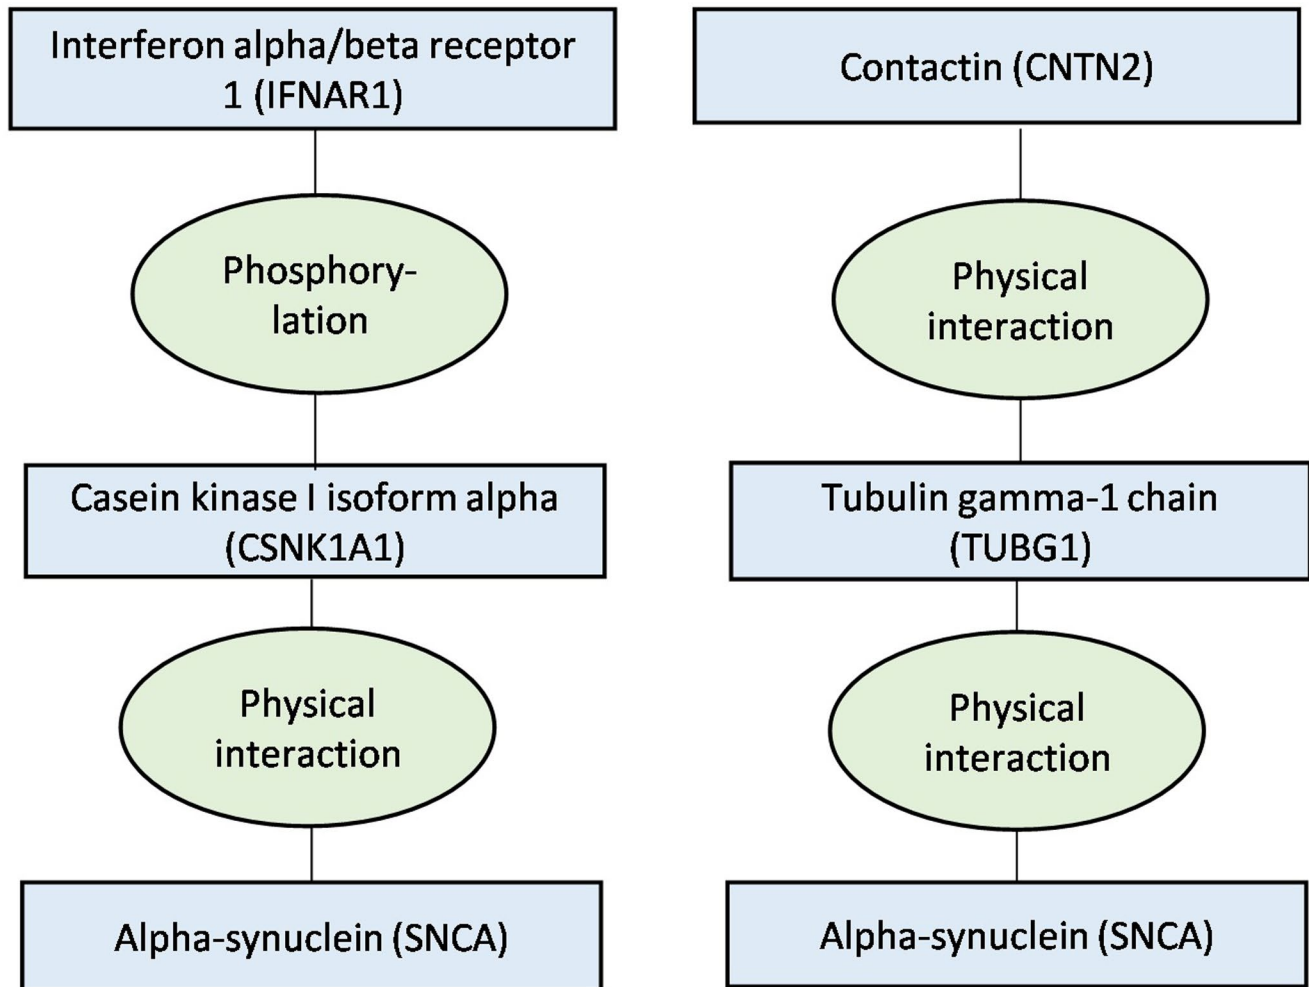 Interferon alpha/beta receptor
1 (IFNAR1)
Phosphory-
lation
Casein kinase I isoform alpha
(CSNK1A1)
Physical
interaction
Alpha-synuclein (SNCA)
Contactin (CNTN2)
Physical
interaction
Tubulin gamma-1 chain
(TUBG1)
Physical
interaction
Alpha-synuclein (SNCA)